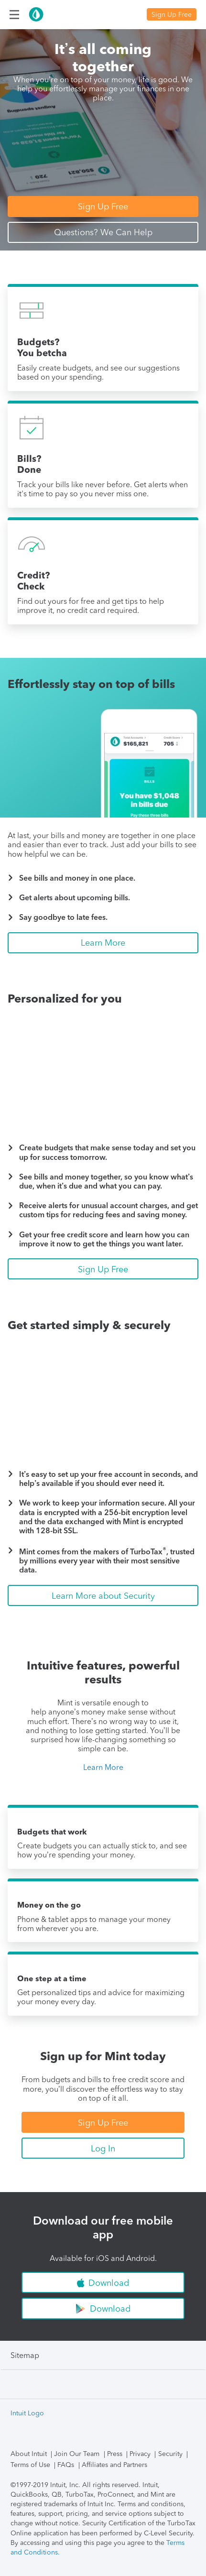 Sign Up Free
It's all coming
together
When you're on top of your money, life is good. We
help you effortlessly manage your finances in one
place.
Sign Up Free
Questions? We Can Help
Budgets?
You betcha
Easily create budgets, and see our suggestions
based on your spending.
Bills?
Done
Track your bills like never before. Get alerts when
it's time to pay so you never miss one.
Credit?
Check
Find out yours for free and get tips to help
improve it, no credit card required.
Effortlessly stay on top of bills
$165,821
705
BILLS
You have $1,048
in bills due
At last, your bills and money are together in one place
easier than ever to track. Just add your bills to see
how helpful we can be.
See bills and money in one place.
Get alerts about upcoming bills.
Say goodbye to late fees.
Learn More
Personalized for you
Create budgets that make sense today and set you
up for success tomorrow.
See bills and money together, so you know what's
due, when it's due and what you can pay.
Receive alerts for unusual account charges, and get
custom tips for reducing fees and saving money.
Get your free credit score and learn how you can
improve it now to get the things you want later.
Sign Up Free
Get started simply & securely
It's easy to set up your free account in seconds, and
help's available if you should ever need it.
We work to keep your information secure. All your
data is encrypted with a 256-bit encryption level
and the data exchanged with Mint is encrypted
with 128-bit SSL.
Mint comes from the makers of TurboTax®, trusted
by millions every year with their most sensitive
data.
Learn More about Security
Intuitive features, powerful
results
Mint is versatile enough to
help anyone's money make sense without
much effort. There's no wrong way to use it,
and nothing to lose getting started. You'll be
surprised how life-changing something so
simple can be.
Learn More
Budgets that work
Create budgets you can actually stick to, and see
how you're spending your money.
Money on the go
Phone & tablet apps to manage your money
from wherever you are.
One step at a time
Get personalized tips and advice for maximizing
your money every day.
Sign up for Mint today
From budgets and bills to free credit score and
more, you'll discover the effortless way to stay
on top of it all.
Sign Up Free
Log In
Download our free mobile
app
Available for iOS and Android.
Download
Download
Sitemap
Intuit Logo
About Intuit | Join Our Team | Press | Privacy | Security |
Terms of Use | FAQs | Affiliates and Partners
©1997-2019 Intuit, Inc. All rights reserved. Intuit,
QuickBooks, QB, TurboTax, ProConnect, and Mint are
registered trademarks of Intuit Inc. Terms and conditions,
features, support, pricing, and service options subject to
change without notice. Security Certification of the TurboTax
Online application has been performed by C-Level Security.
By accessing and using this page you agree to the Terms
and Conditions.